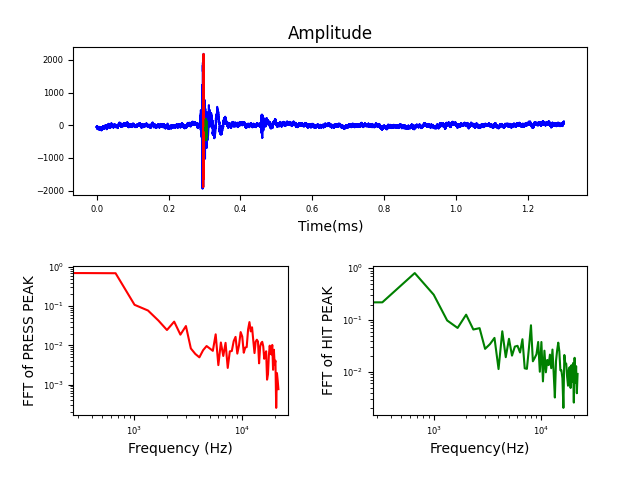 Amplitude
2000
1000
0
−1000
−2000
0.0 0.2 0.4 0.6 0.8 1.0 1.2
Time(ms)
FFT of PRESS PEAK
10⁰
10⁻¹
10⁻²
10⁻³
10³ 10⁴
Frequency (Hz)
FFT of HIT PEAK
10⁰
10⁻¹
10⁻²
10³ 10⁴
Frequency(Hz)